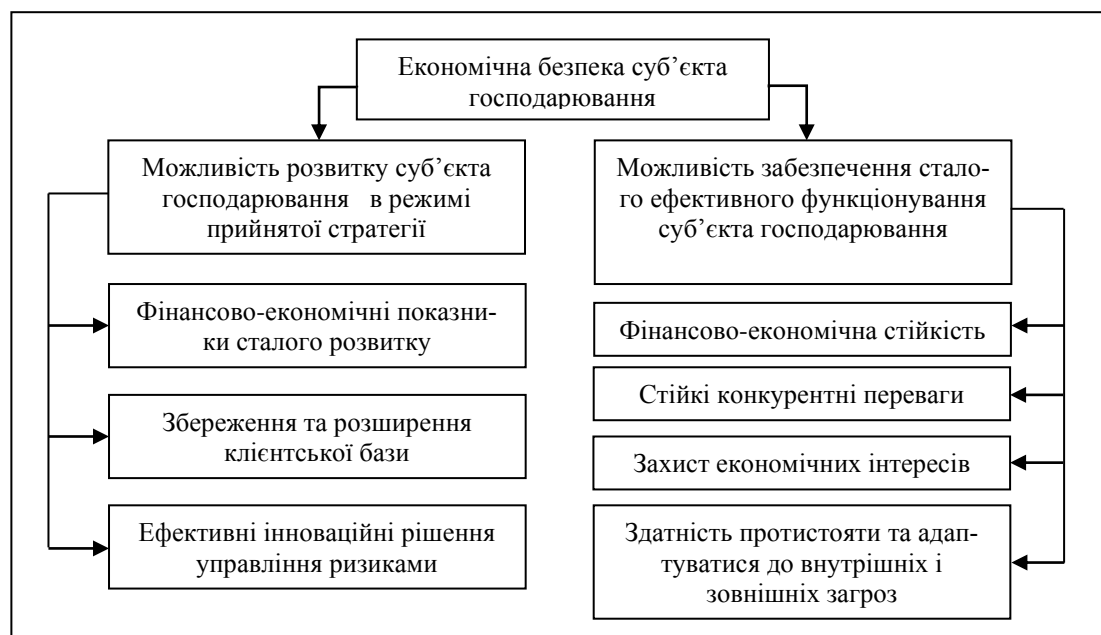 Економічна безпека суб’єкта
господарювання
Можливість розвитку суб’єкта
господарювання в режимі
прийнятої стратегії
Фінансово-економічні показни-
ки сталого розвитку
Збереження та розширення
клієнтської бази
Ефективні інноваційні рішення
управління ризиками
Можливість забезпечення стало-
го ефективного функціонування
суб’єкта господарювання
Фінансово-економічна стійкість
Стійкі конкурентні переваги
Захист економічних інтересів
Здатність протистояти та адап-
туватися до внутрішніх і
зовнішніх загроз